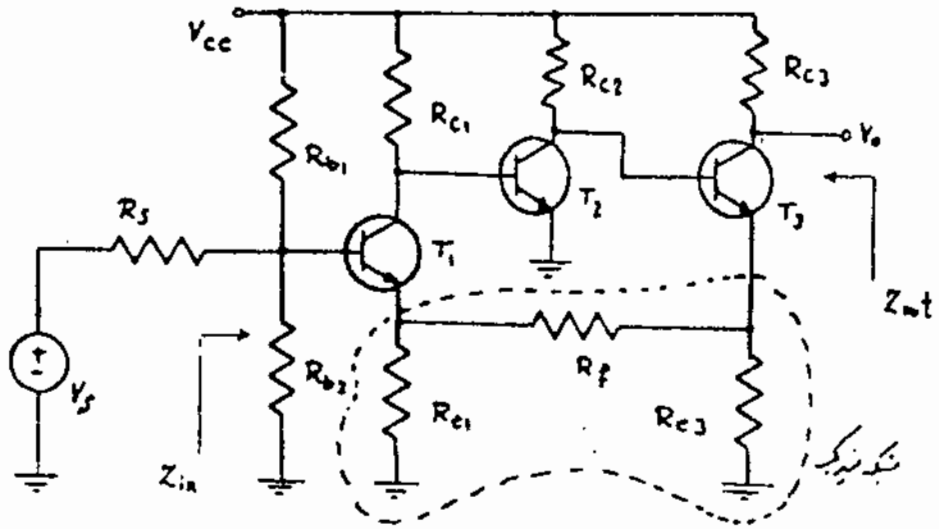 Vcc
Rb1
Rc1
Rc2
Rc3
Vo
T1
T2
T3
Rs
Vs
+
-
Rb2
Zin
Re1
Rf
Re3
Zout
شبکه فیدبک